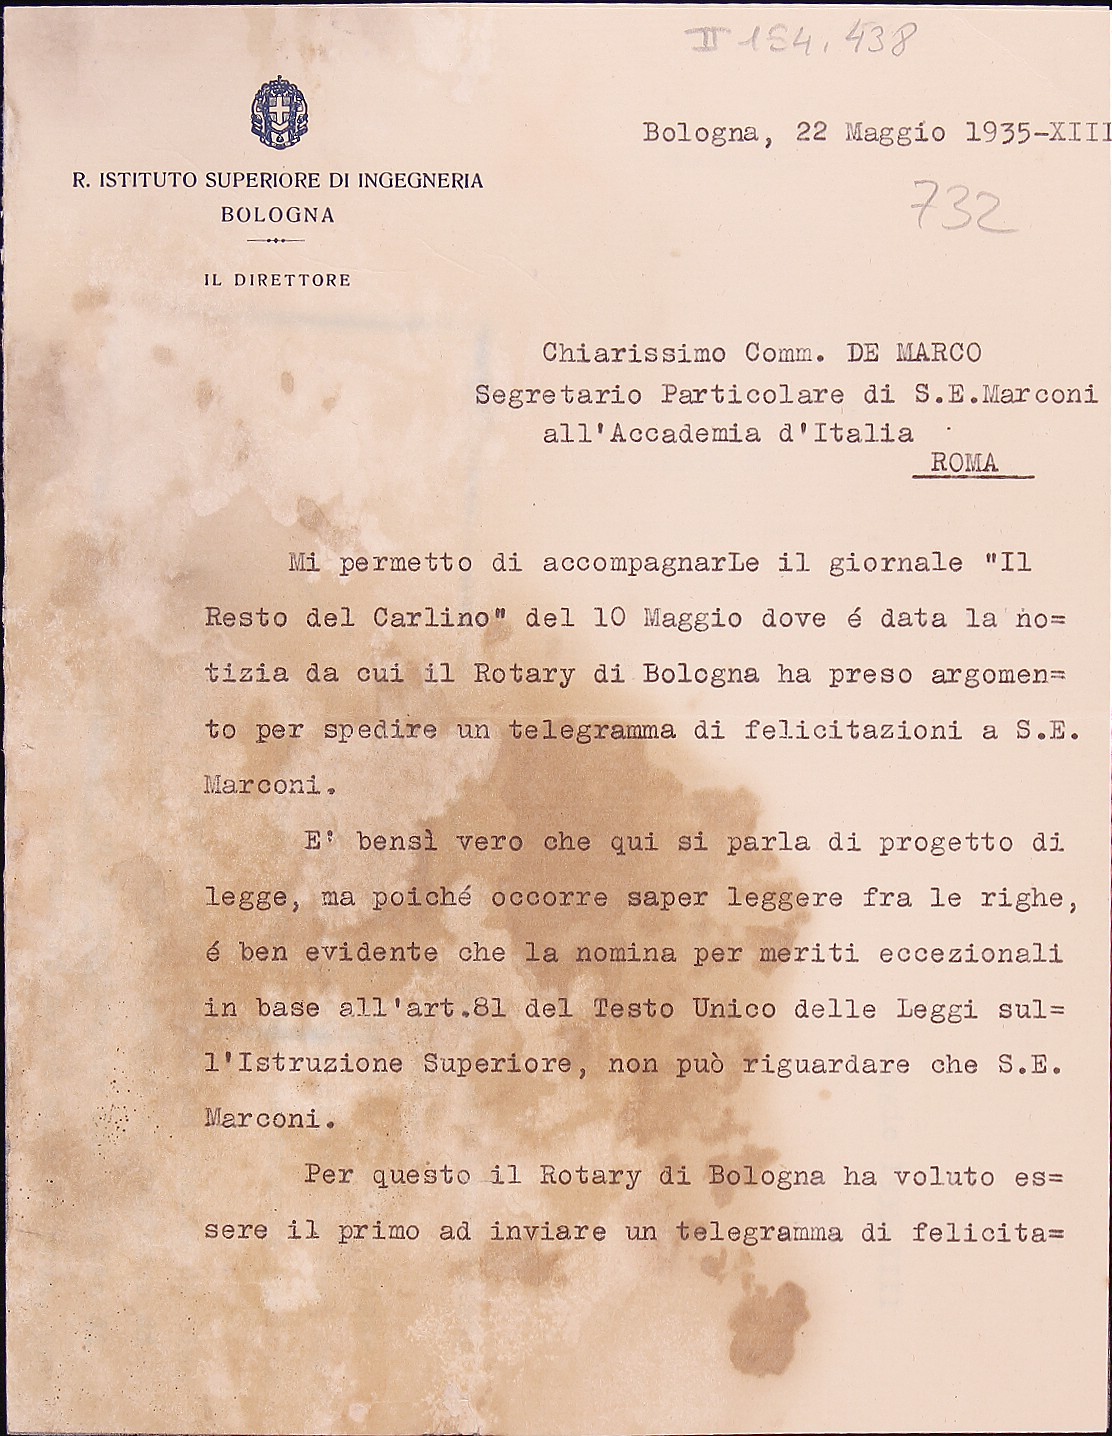 II 154.438
Bologna, 22 Maggio 1935-XIII
732
R. ISTITUTO SUPERIORE DI INGEGNERIA
BOLOGNA
IL DIRETTORE
Chiarissimo Comm. DE MARCO
Segretario Particolare di S.E.Marconi
all'Accademia d'Italia
ROMA
Mi permetto di accompagnarLe il giornale "Il
Resto del Carlino" del 10 Maggio dove é data la no=
tizia da cui il Rotary di Bologna ha preso argomen=
to per spedire un telegramma di felicitazioni a S.E.
Marconi.
E' bensì vero che qui si parla di progetto di
legge, ma poiché occorre saper leggere fra le righe,
é ben evidente che la nomina per meriti eccezionali
in base all'art.81 del Testo Unico delle Leggi sul=
l'Istruzione Superiore, non può riguardare che S.E.
Marconi.
Per questo il Rotary di Bologna ha voluto es=
sere il primo ad inviare un telegramma di felicita=